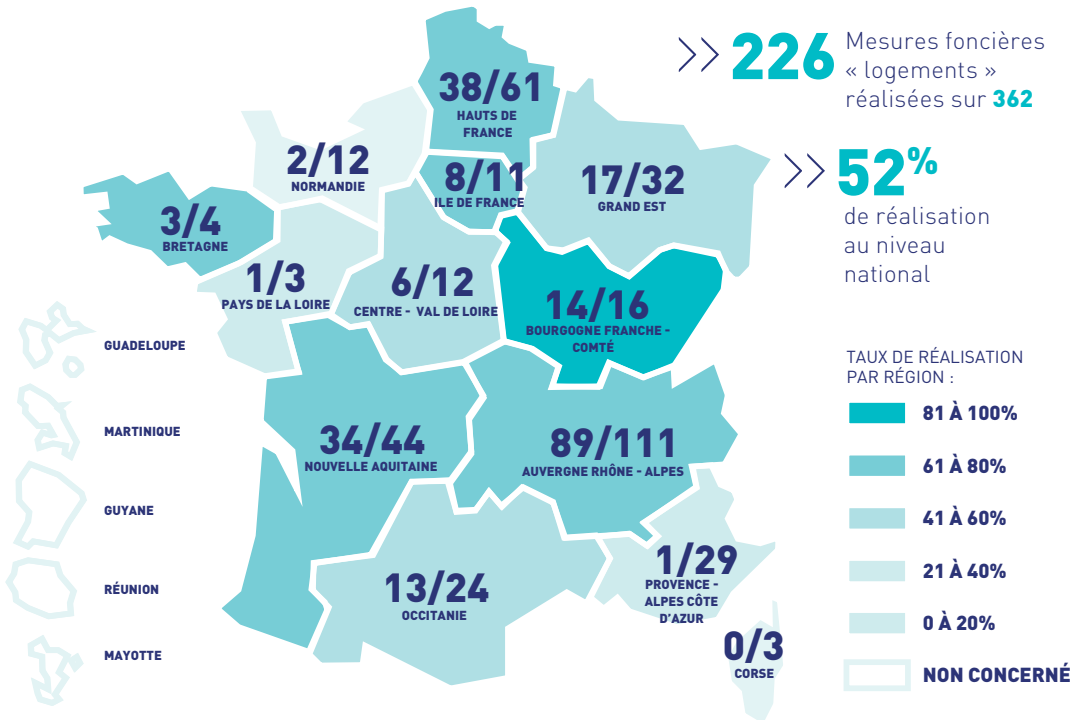 >> 226 Mesures foncières
« logements »
réalisées sur 362
>> 52%
de réalisation
au niveau
national
38/61
HAUTS DE
FRANCE
2/12
NORMANDIE
8/11
ILE DE FRANCE
17/32
GRAND EST
3/4
BRETAGNE
1/3
PAYS DE LA LOIRE
6/12
CENTRE - VAL DE LOIRE
14/16
BOURGOGNE FRANCHE -
COMTÉ
34/44
NOUVELLE AQUITAINE
89/111
AUVERGNE RHÔNE - ALPES
13/24
OCCITANIE
1/29
PROVENCE -
ALPES CÔTE
D'AZUR
0/3
CORSE
GUADELOUPE
MARTINIQUE
GUYANE
RÉUNION
MAYOTTE
TAUX DE RÉALISATION
PAR RÉGION :
81 À 100%
61 À 80%
41 À 60%
21 À 40%
0 À 20%
NON CONCERNÉ